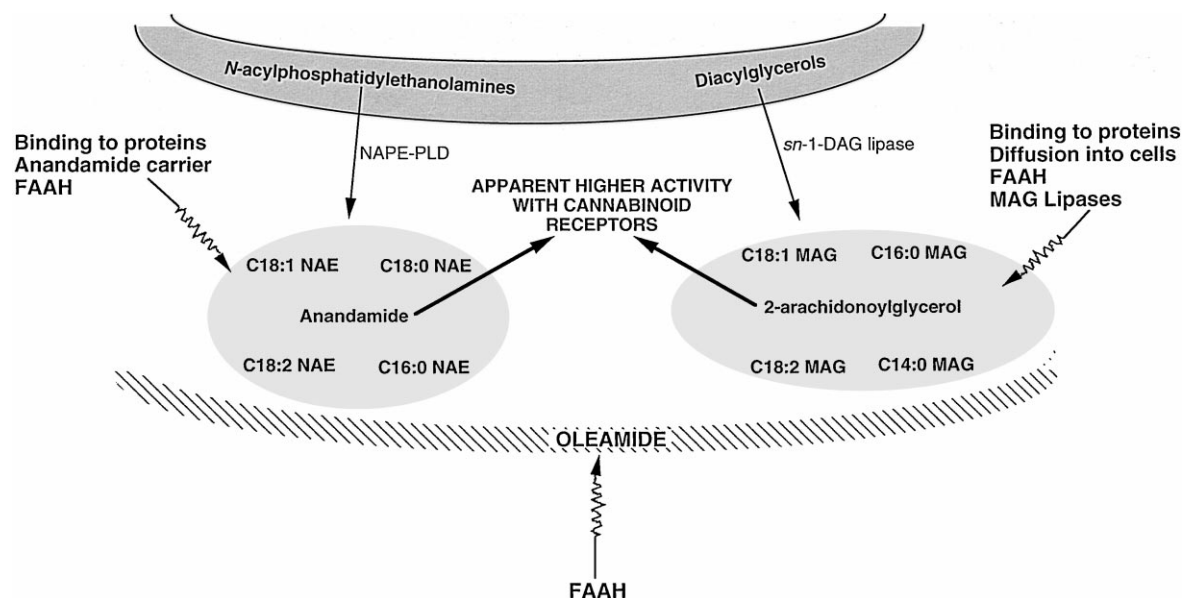 N-acylphosphatidylethanolamines
Diacylglycerols
Binding to proteins
Anandamide carrier
FAAH
NAPE-PLD
sn-1-DAG lipase
Binding to proteins
Diffusion into cells
FAAH
MAG Lipases
APPARENT HIGHER ACTIVITY
WITH CANNABINOID
RECEPTORS
C18:1 NAE
C18:0 NAE
Anandamide
C18:2 NAE
C16:0 NAE
C18:1 MAG
C16:0 MAG
2-arachidonoylglycerol
C18:2 MAG
C14:0 MAG
OLEAMIDE
FAAH